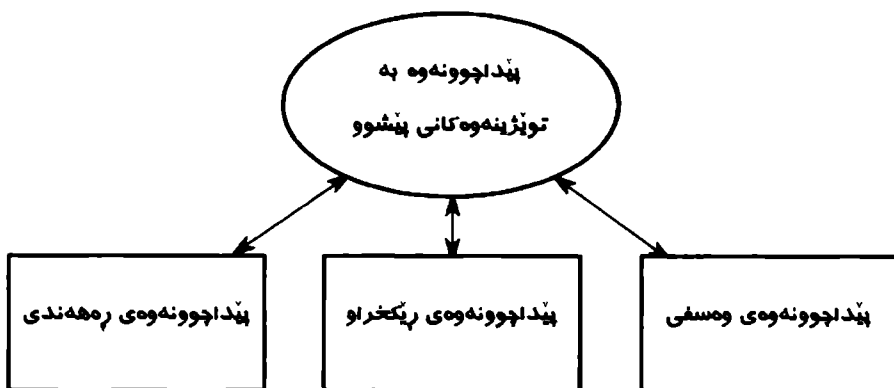 پێداچوونەوە بە
توێژینەوەکانی پێشوو
پێداچوونەوەی وەسفی
پێداچوونەوەی ڕێکخراو
پێداچوونەوەی ڕەهەندی